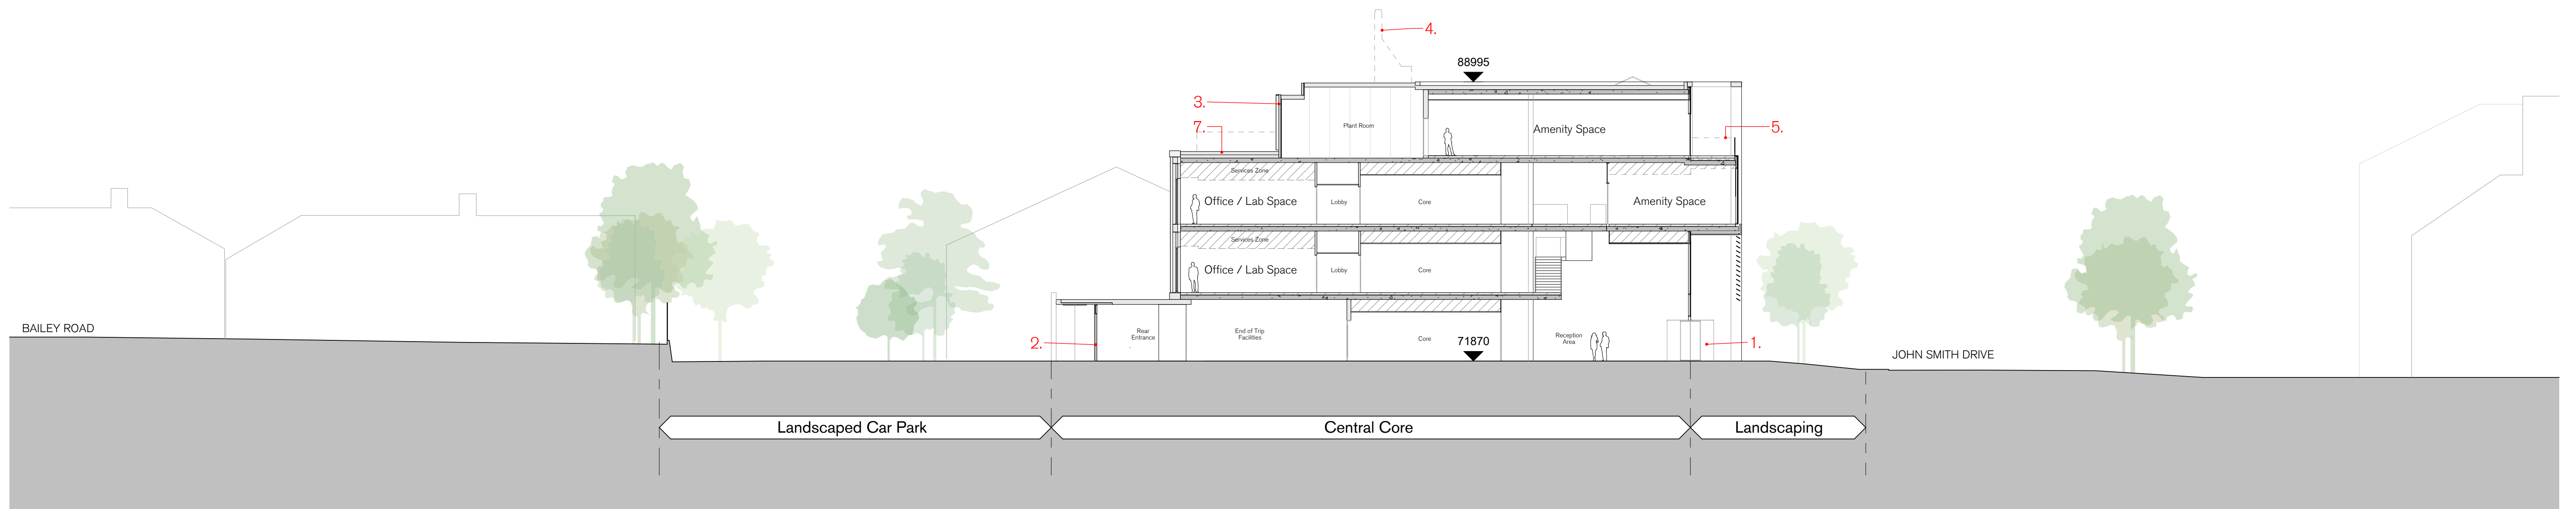 4.
88995
3.
7.
5.
Plant Room
Amenity Space
Services Zone
Office / Lab Space
Lobby
Core
Amenity Space
Services Zone
Office / Lab Space
Lobby
Core
BAILEY ROAD
2.
Rear
Entrance
End of Trip
Facilities
Core
71870
Reception
Area
1.
JOHN SMITH DRIVE
Landscaped Car Park
Central Core
Landscaping